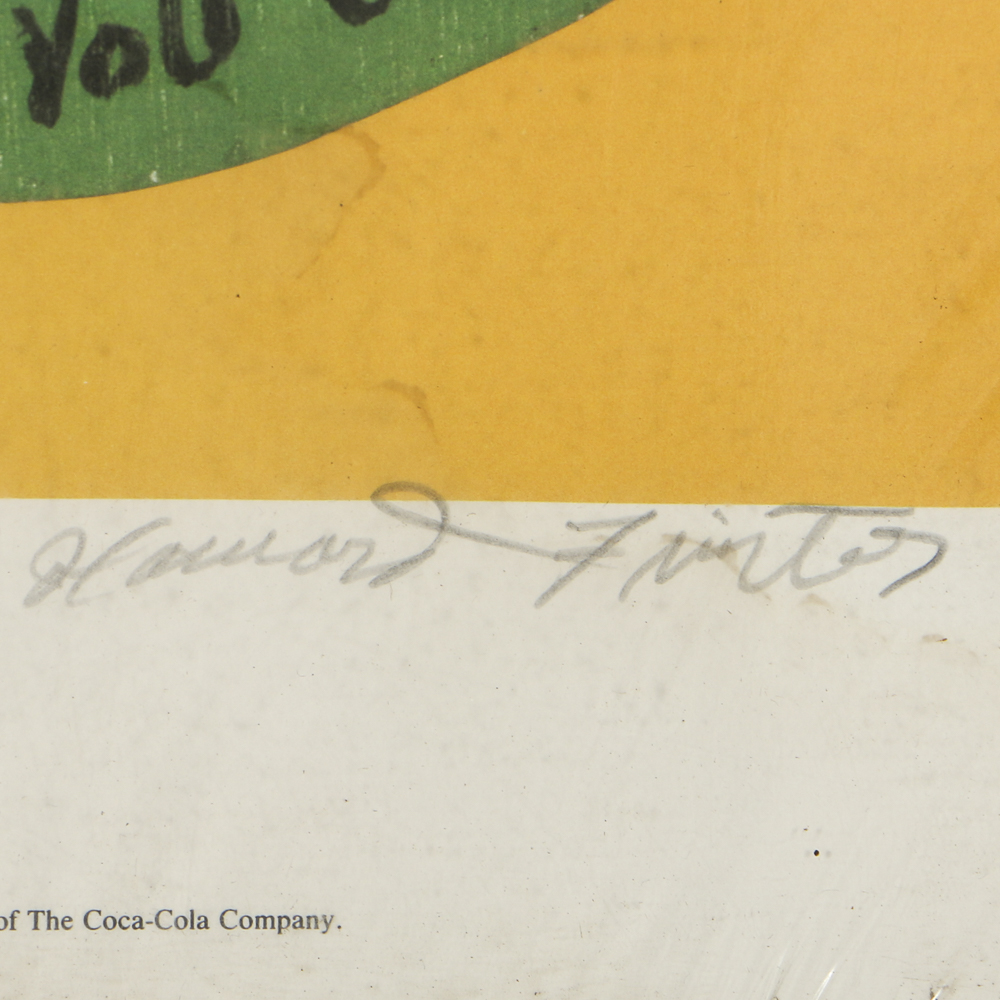 You
Howard Finster
of The Coca-Cola Company.